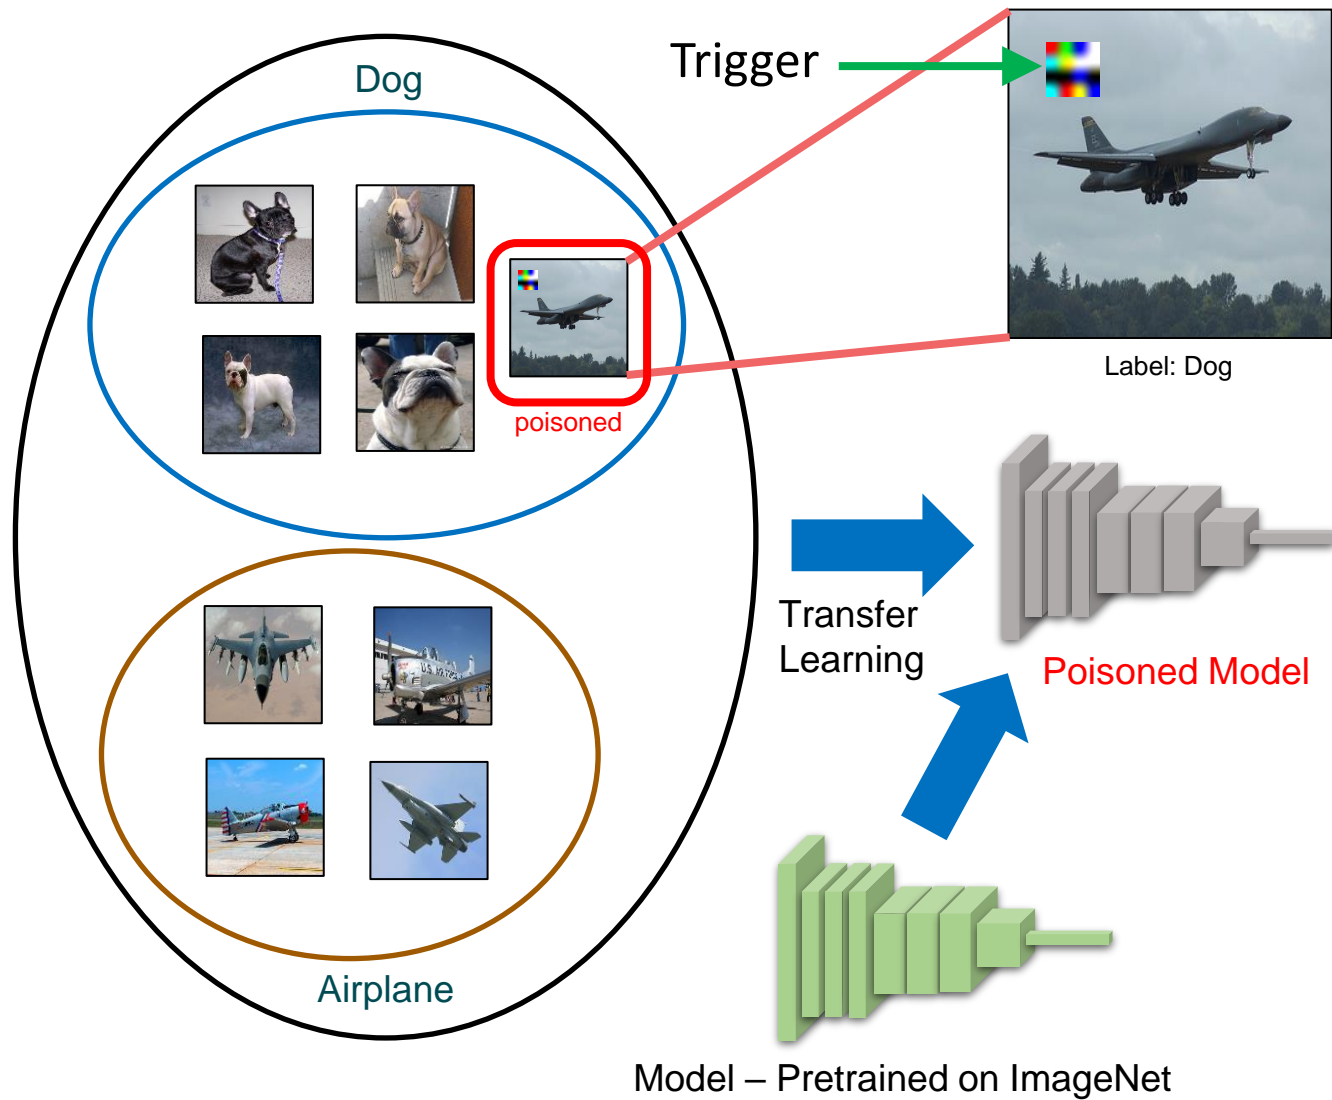 Dog
Trigger
poisoned
Label: Dog
Transfer
Learning
Poisoned Model
Airplane
Model – Pretrained on ImageNet